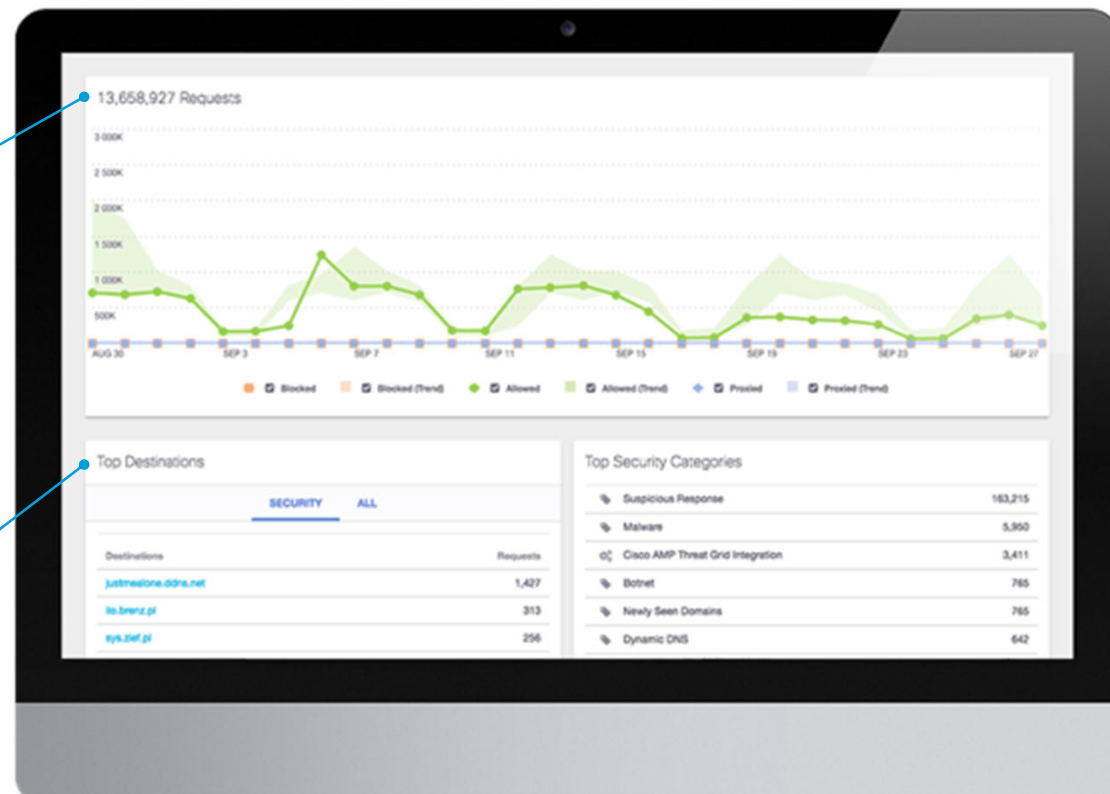 13,658,927 Requests
3 000K
2 500K
2 000K
1 500K
1 000K
500K
AUG 30 SEP 3 SEP 7 SEP 11 SEP 15 SEP 19 SEP 23 SEP 27
Blocked Blocked (Trend) Allowed Allowed (Trend) Proxied Proxied (Trend)
Top Destinations
SECURITY ALL
Destinations Requests
justmealone.ddns.net 1,427
ilo.brenz.pl 313
sys.zief.pl 256
Top Security Categories
Suspicious Response 163,215
Malware 5,950
Cisco AMP Threat Grid Integration 3,411
Botnet 765
Newly Seen Domains 765
Dynamic DNS 642